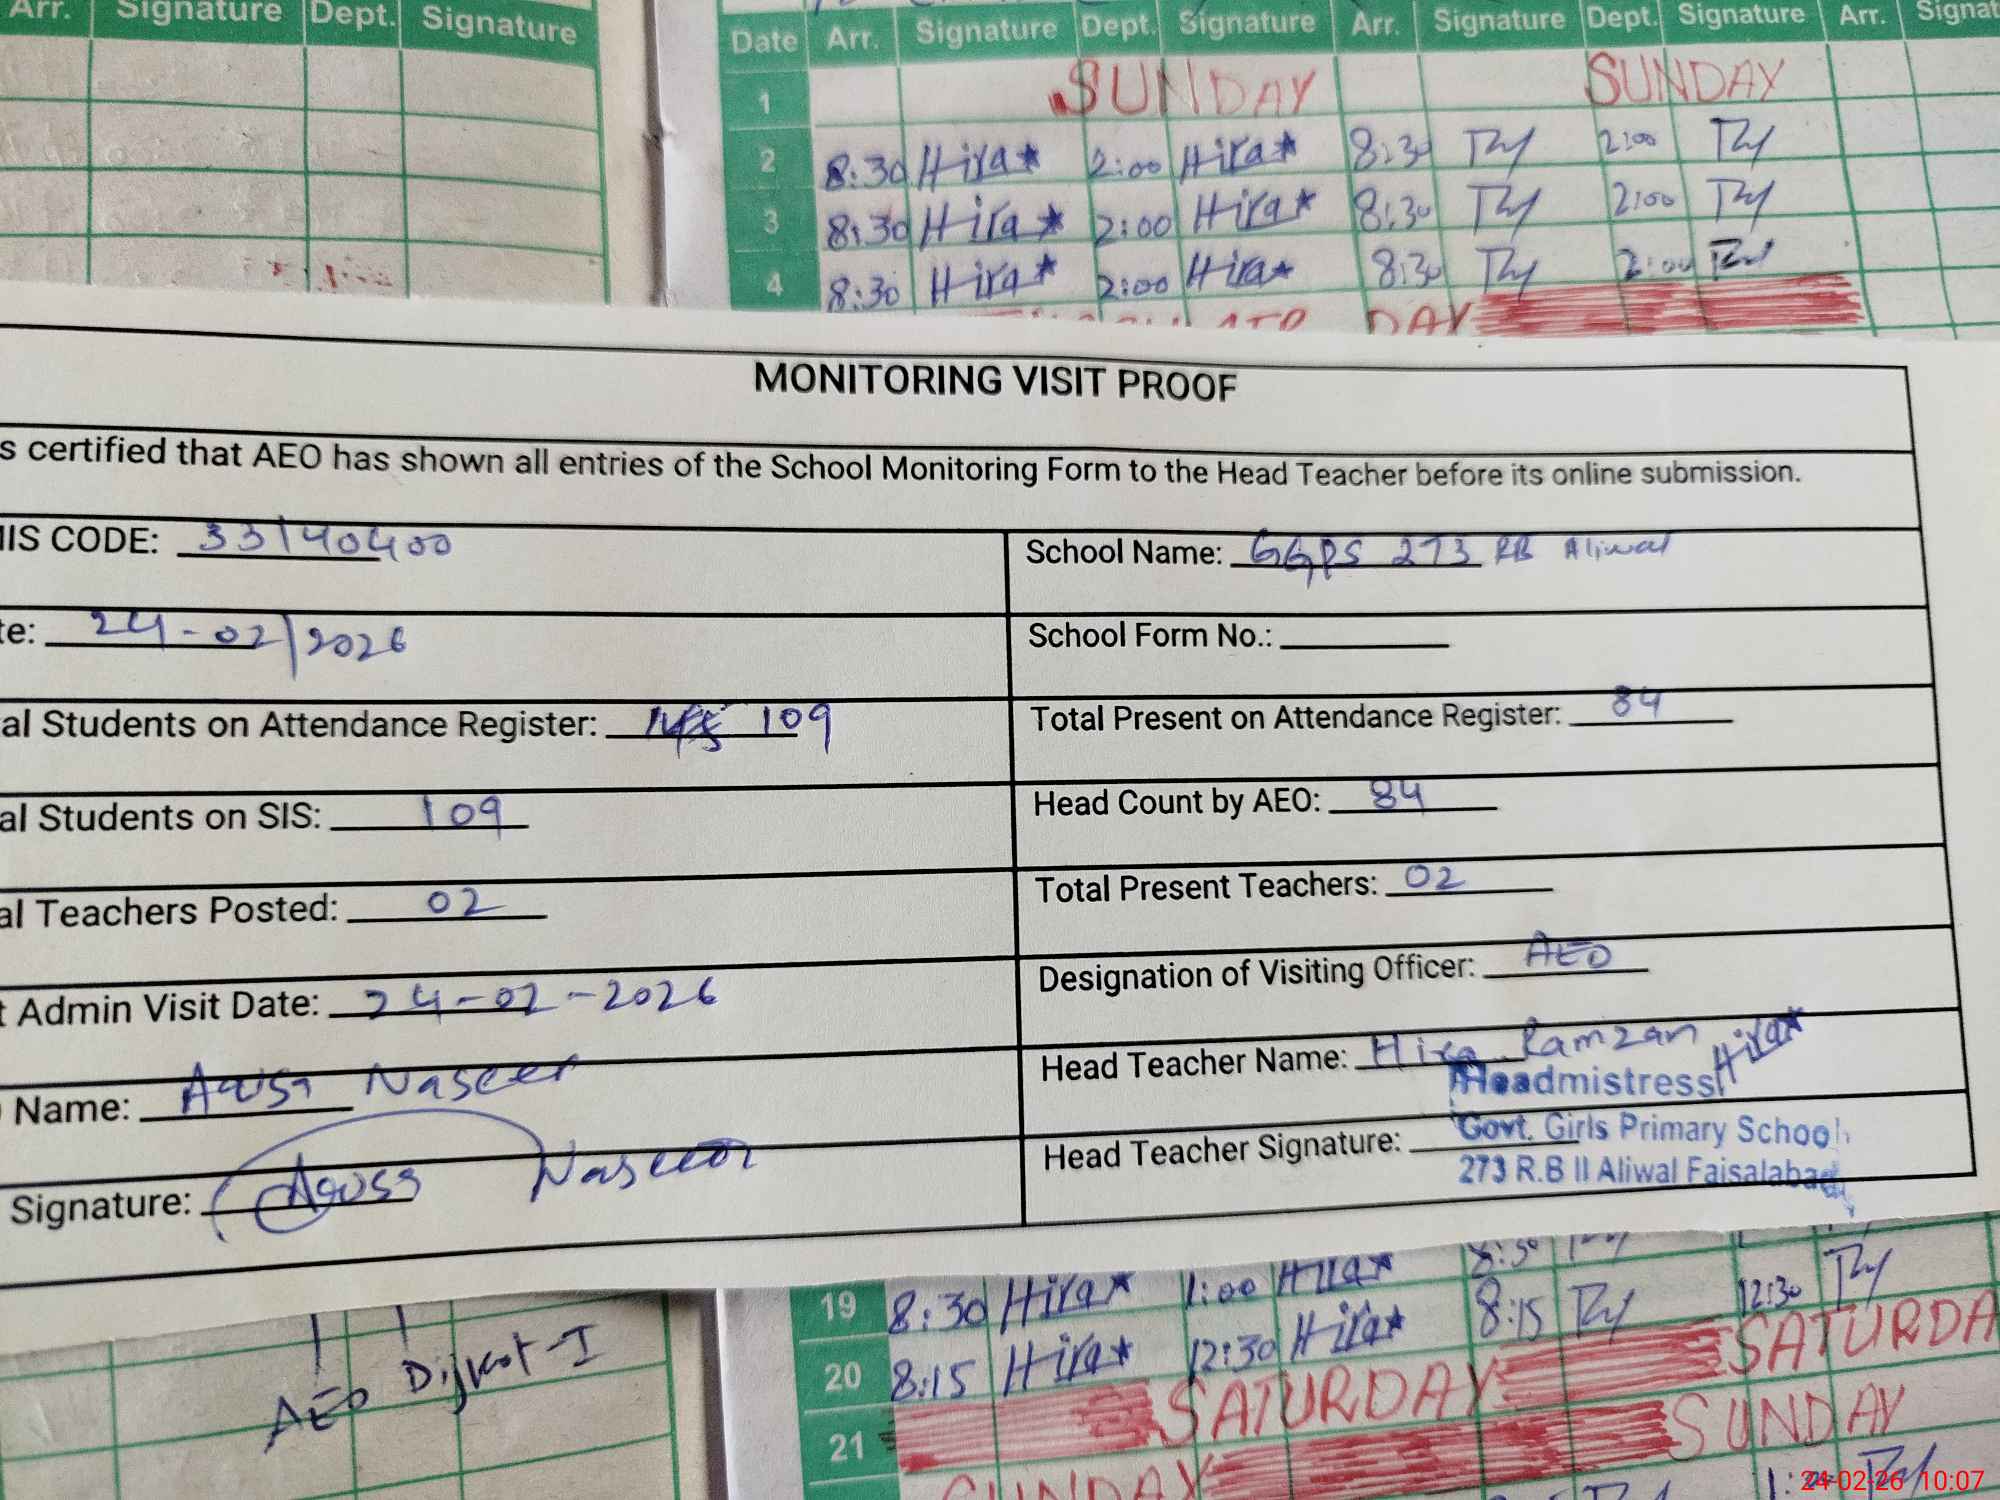 Arr. Signature Dept. Signature
Date Arr. Signature Dept. Signature Arr. Signature Dept. Signature Arr. Signat
1 SUNDAY SUNDAY
2 8:30 Hira* 2:00 Hira* 8:30 2:00
3 8:30 Hira* 2:00 Hira* 8:30 2:00
4 8:30 Hira* 2:00 Hira* 8:30 2:00
DAY
MONITORING VISIT PROOF
s certified that AEO has shown all entries of the School Monitoring Form to the Head Teacher before its online submission.
IIS CODE: 33140400
School Name: GGPS 273 RB Aliwal
te: 24-02/2026
School Form No.:
al Students on Attendance Register: 109
Total Present on Attendance Register: 84
al Students on SIS: 109
Head Count by AEO: 84
al Teachers Posted: 02
Total Present Teachers: 02
t Admin Visit Date: 24-02-2026
Designation of Visiting Officer: AEO
Name: Naseer
Head Teacher Name: Hira Ramzan
Hira*
Signature: Naseer
Head Teacher Signature:
Headmistress
Govt. Girls Primary School
273 R.B II Aliwal Faisalabad
AEO Dijkot-I
19 8:30 Hira* 1:00 Hira* 8:30
20 8:15 Hira* 12:30 Hira* 8:15 12:30
21 SATURDAY SATURDA
SUNDAY SUNDAY
24-02-26 10:07